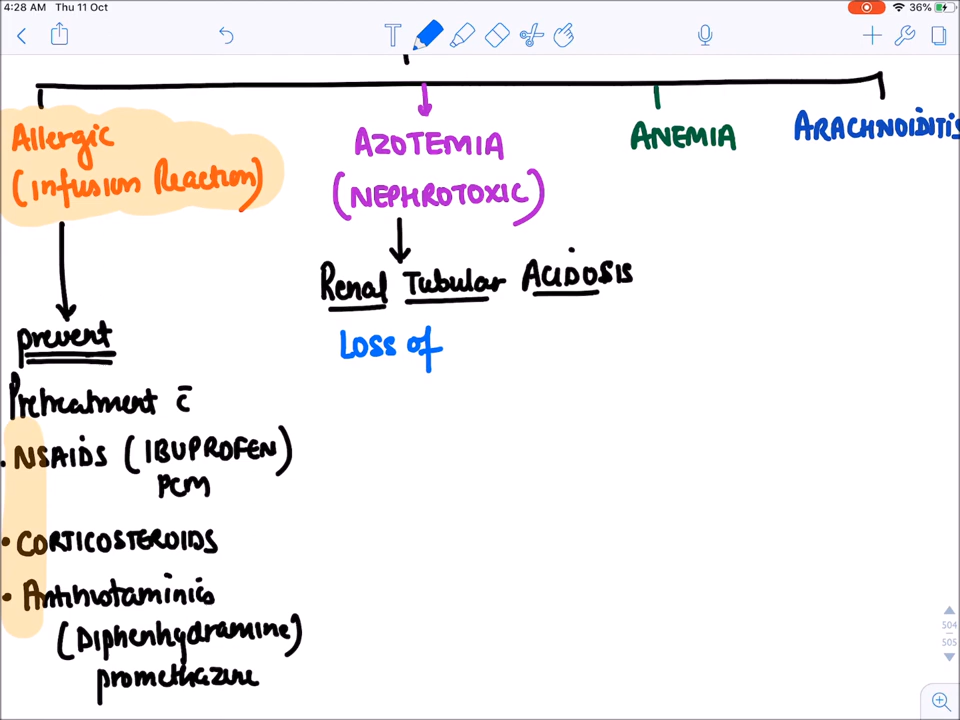 4:28 AM Thu 11 Oct
36%
T
Allergic
(Infusion Reaction)
AZOTEMIA
(NEPHROTOXIC)
ANEMIA
ARACHNOIDITIS
Renal Tubular ACIDOSIS
Loss of
prevent
Pretreatment c̄
. NSAIDS (IBUPROFEN)
PCM
• CORTICOSTEROIDS
• Antihistaminics
(Diphenhydramine)
promethazine
504
505